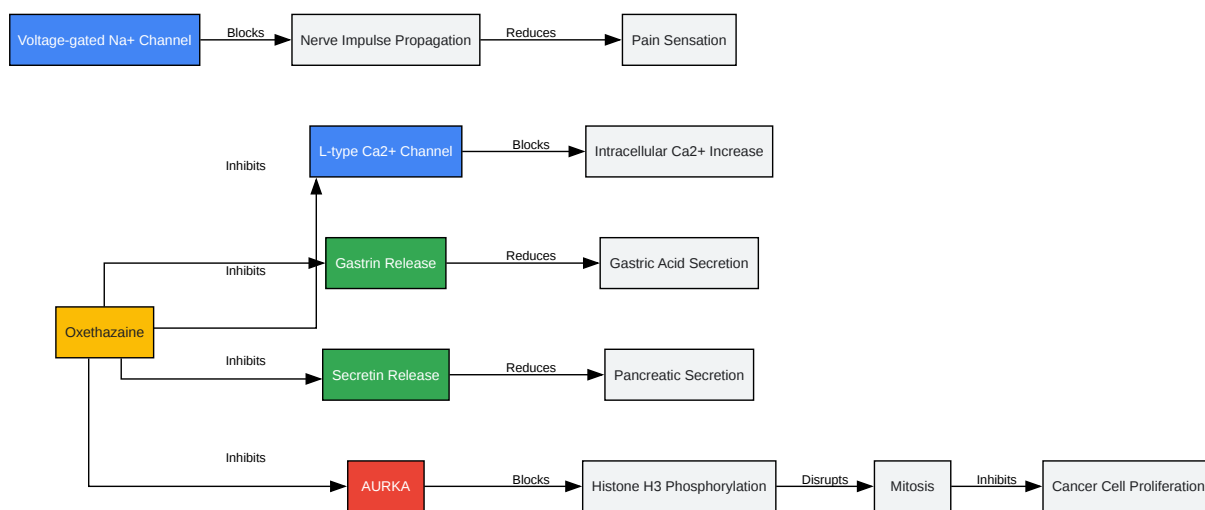 Voltage-gated Na+ Channel
Blocks
Nerve Impulse Propagation
Reduces
Pain Sensation
Inhibits
L-type Ca2+ Channel
Blocks
Intracellular Ca2+ Increase
Inhibits
Gastrin Release
Reduces
Gastric Acid Secretion
Oxethazaine
Inhibits
Secretin Release
Reduces
Pancreatic Secretion
Inhibits
AURKA
Blocks
Histone H3 Phosphorylation
Disrupts
Mitosis
Inhibits
Cancer Cell Proliferation